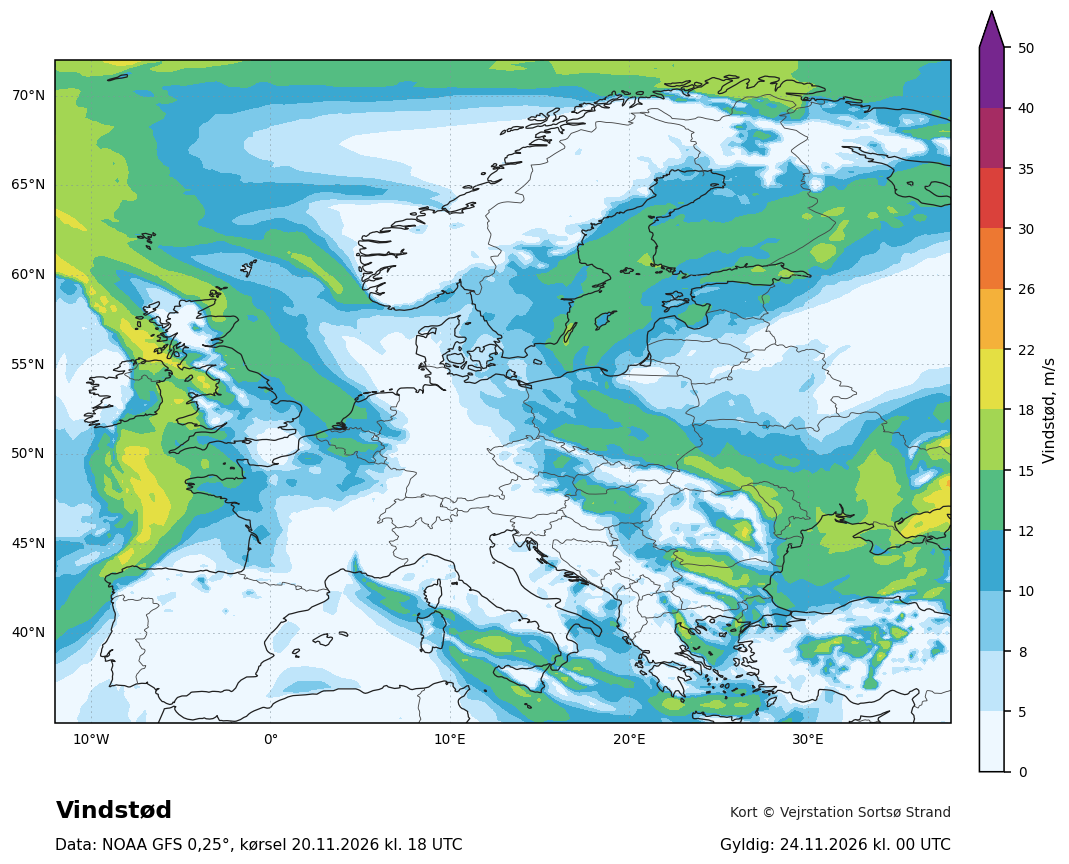 50
40
35
30
26
22
18
15
12
10
8
5
0
Vindstød, m/s
70°N
65°N
60°N
55°N
50°N
45°N
40°N
10°W
0°
10°E
20°E
30°E
Vindstød
Kort © Vejrstation Sortsø Strand
Data: NOAA GFS 0,25°, kørsel 20.11.2026 kl. 18 UTC
Gyldig: 24.11.2026 kl. 00 UTC